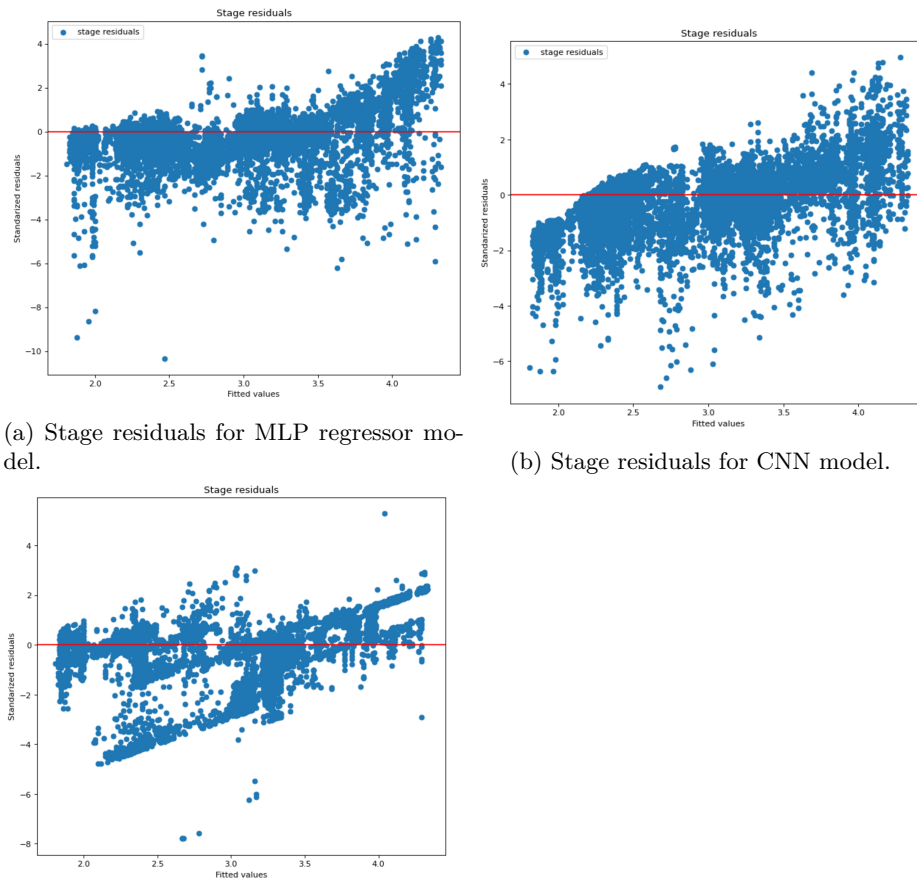 Stage residuals
stage residuals
4
2
0
−2
−4
−6
−8
−10
Standarized residuals
2.0 2.5 3.0 3.5 4.0
Fitted values
(a) Stage residuals for MLP regressor mo-
del.
Stage residuals
stage residuals
4
2
0
−2
−4
−6
Standarized residuals
2.0 2.5 3.0 3.5 4.0
Fitted values
(b) Stage residuals for CNN model.
Stage residuals
4
2
0
−2
−4
−6
−8
Standarized residuals
2.0 2.5 3.0 3.5 4.0
Fitted values